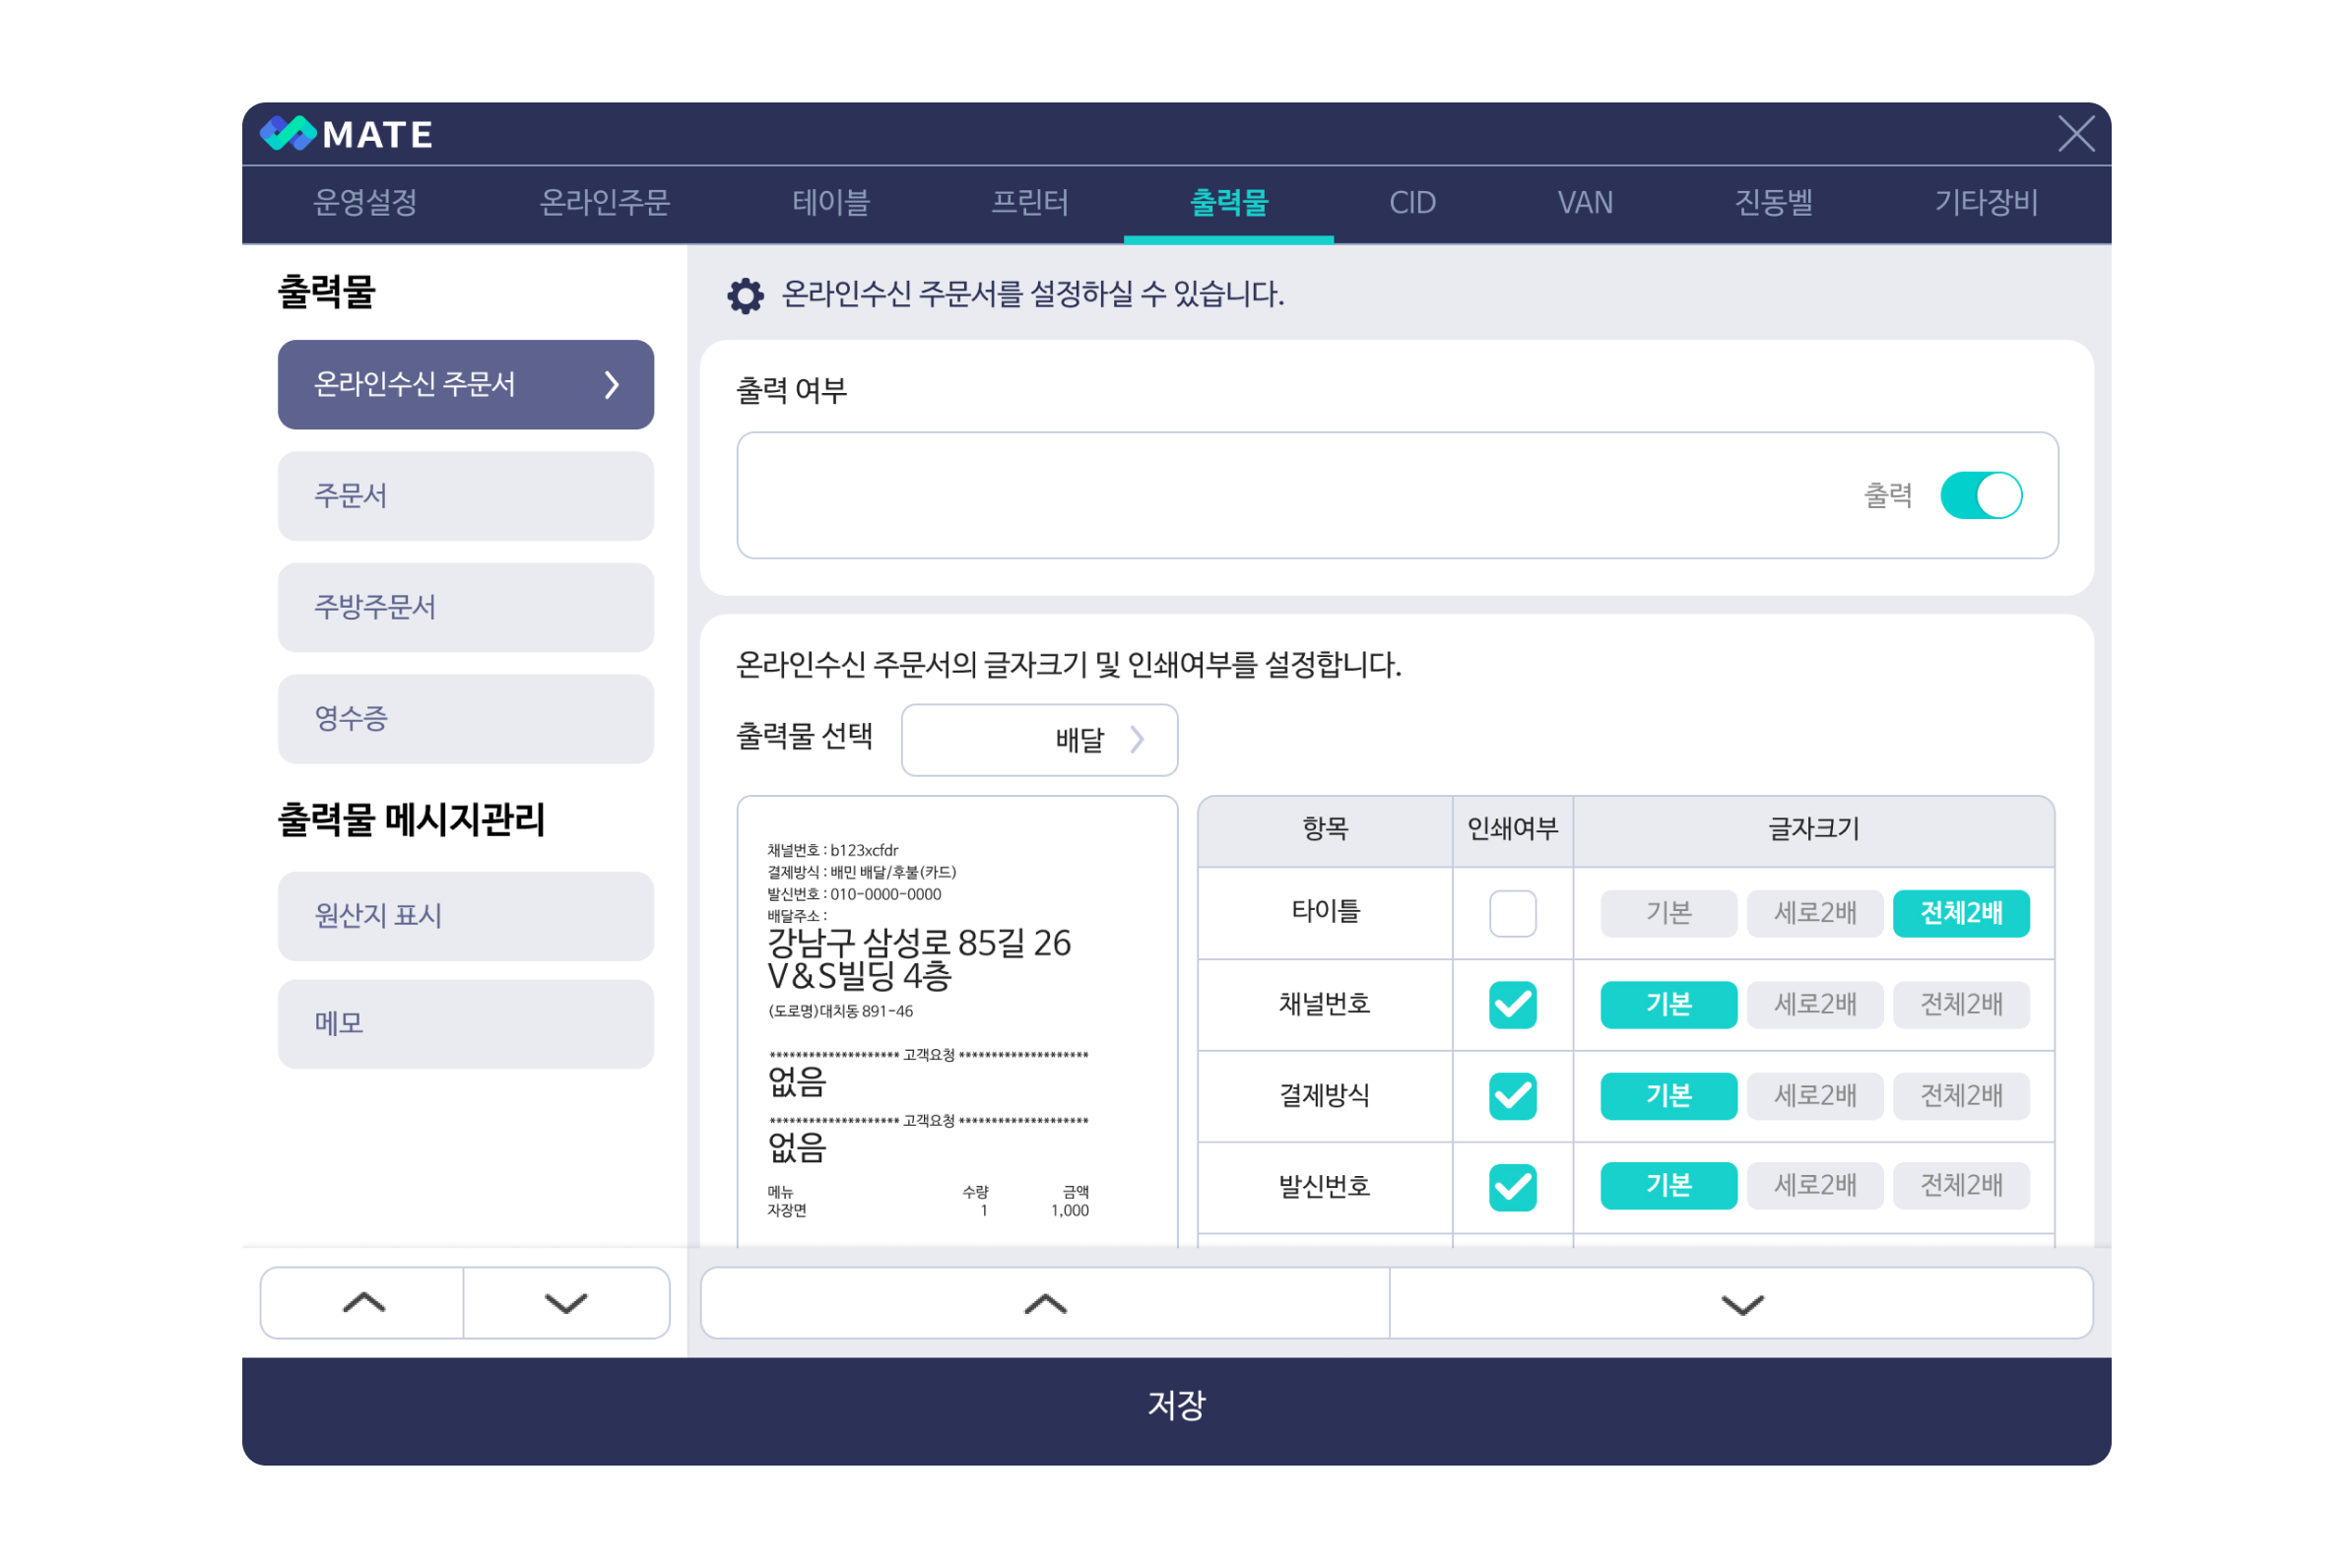 MATE
운영설정 온라인주문 테이블 프린터 출력물 CID VAN 진동벨 기타장비
출력물
온라인수신 주문서
주문서
주방주문서
영수증
출력물 메시지관리
원산지 표시
메모
온라인수신 주문서를 설정하실 수 있습니다.
출력 여부
출력
온라인수신 주문서의 글자크기 및 인쇄여부를 설정합니다.
출력물 선택 배달
채널번호 : b123xcfdr
결제방식 : 배민 배달/후불(카드)
발신번호 : 010-0000-0000
배달주소 :
강남구 삼성로 85길 26
V&S빌딩 4층
(도로명)대치동 891-46
******************** 고객요청 ********************
없음
******************** 고객요청 ********************
없음
메뉴 수량 금액
자장면 1 1,000
항목 인쇄여부 글자크기
타이틀 기본 세로2배 전체2배
채널번호 기본 세로2배 전체2배
결제방식 기본 세로2배 전체2배
발신번호 기본 세로2배 전체2배
저장